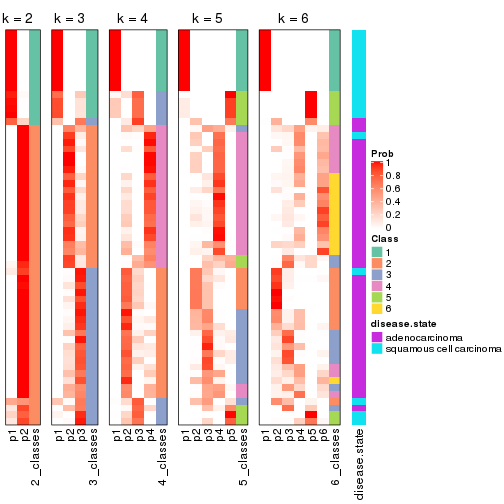 k = 2
k = 3
k = 4
k = 5
k = 6
Prob
1
0.8
0.6
0.4
0.2
0
Class
1
2
3
4
5
6
disease.state
adenocarcinoma
squamous cell carcinoma
p1
p2
2_classes
p1
p2
p3
3_classes
p1
p2
p3
p4
4_classes
p1
p2
p3
p4
p5
5_classes
p1
p2
p3
p4
p5
p6
6_classes
disease.state